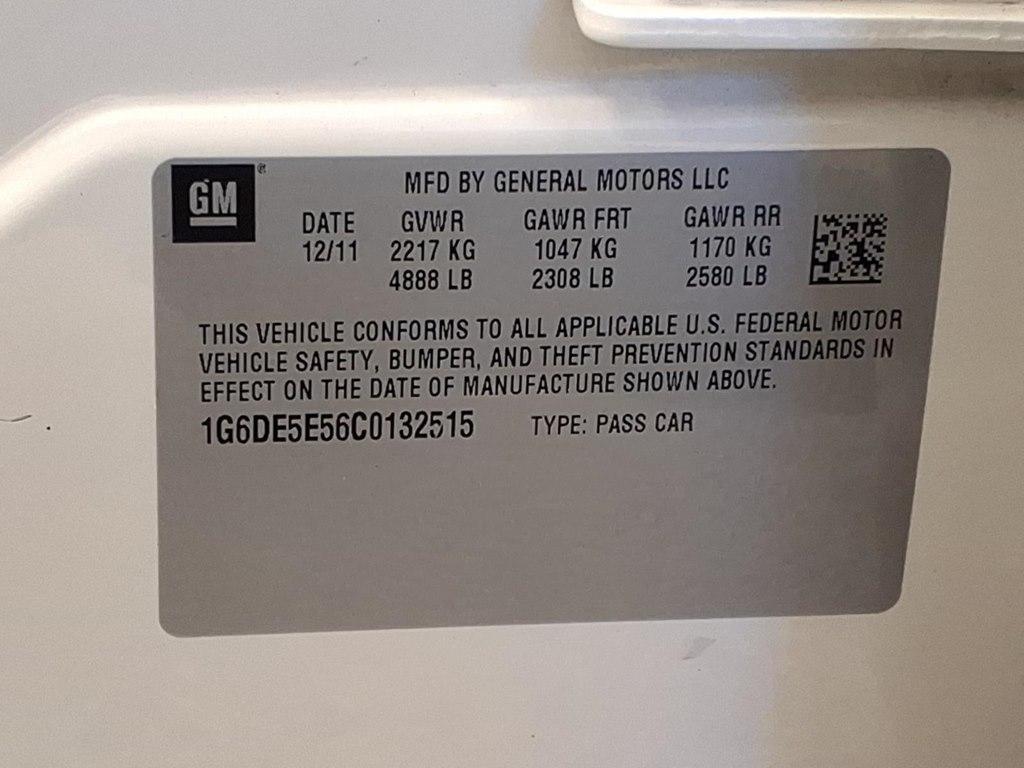 GM®
MFD BY GENERAL MOTORS LLC
DATE GVWR GAWR FRT GAWR RR
12/11 2217 KG 1047 KG 1170 KG
4888 LB 2308 LB 2580 LB
THIS VEHICLE CONFORMS TO ALL APPLICABLE U.S. FEDERAL MOTOR
VEHICLE SAFETY, BUMPER, AND THEFT PREVENTION STANDARDS IN
EFFECT ON THE DATE OF MANUFACTURE SHOWN ABOVE.
1G6DE5E56C0132515 TYPE: PASS CAR